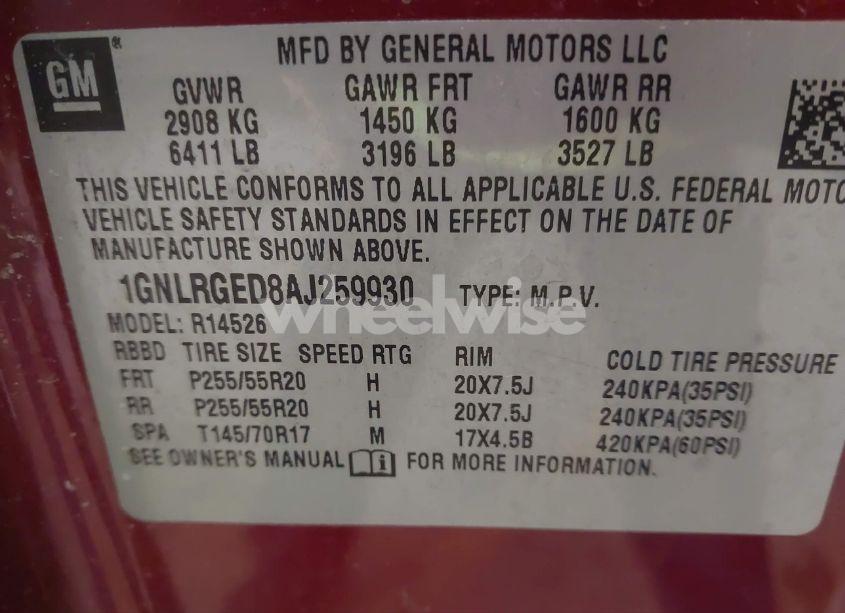 GM®
MFD BY GENERAL MOTORS LLC
GVWR GAWR FRT GAWR RR
2908 KG 1450 KG 1600 KG
6411 LB 3196 LB 3527 LB
THIS VEHICLE CONFORMS TO ALL APPLICABLE U.S. FEDERAL MOTO
VEHICLE SAFETY STANDARDS IN EFFECT ON THE DATE OF
MANUFACTURE SHOWN ABOVE.
1GNLRGED8AJ259930 TYPE: M.P.V.
wheelwise
MODEL: R14526
RBBD TIRE SIZE SPEED RTG RIM COLD TIRE PRESSURE
FRT P255/55R20 H 20X7.5J 240KPA(35PSI)
RR P255/55R20 H 20X7.5J 240KPA(35PSI)
SPA T145/70R17 M 17X4.5B 420KPA(60PSI)
SEE OWNER'S MANUAL i FOR MORE INFORMATION.